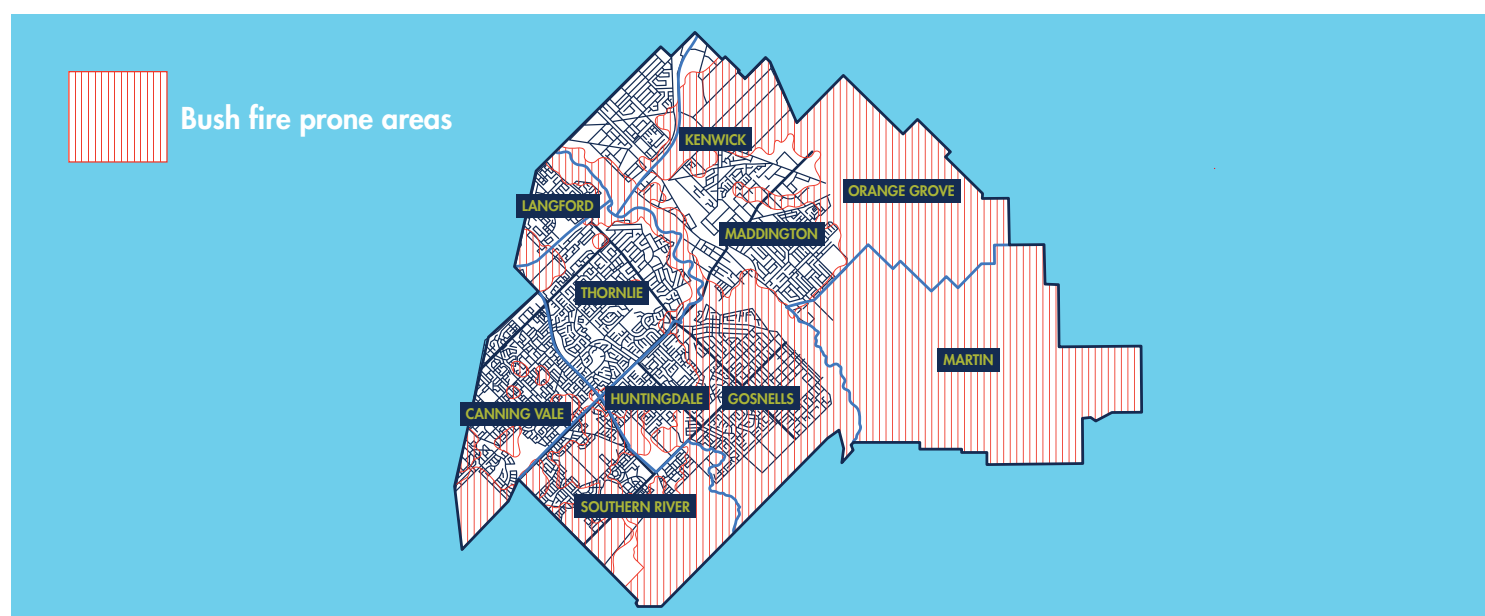 Bush fire prone areas
KENWICK
ORANGE GROVE
LANGFORD
MADDINGTON
THORNLIE
MARTIN
HUNTINGDALE
GOSNELLS
CANNING VALE
SOUTHERN RIVER